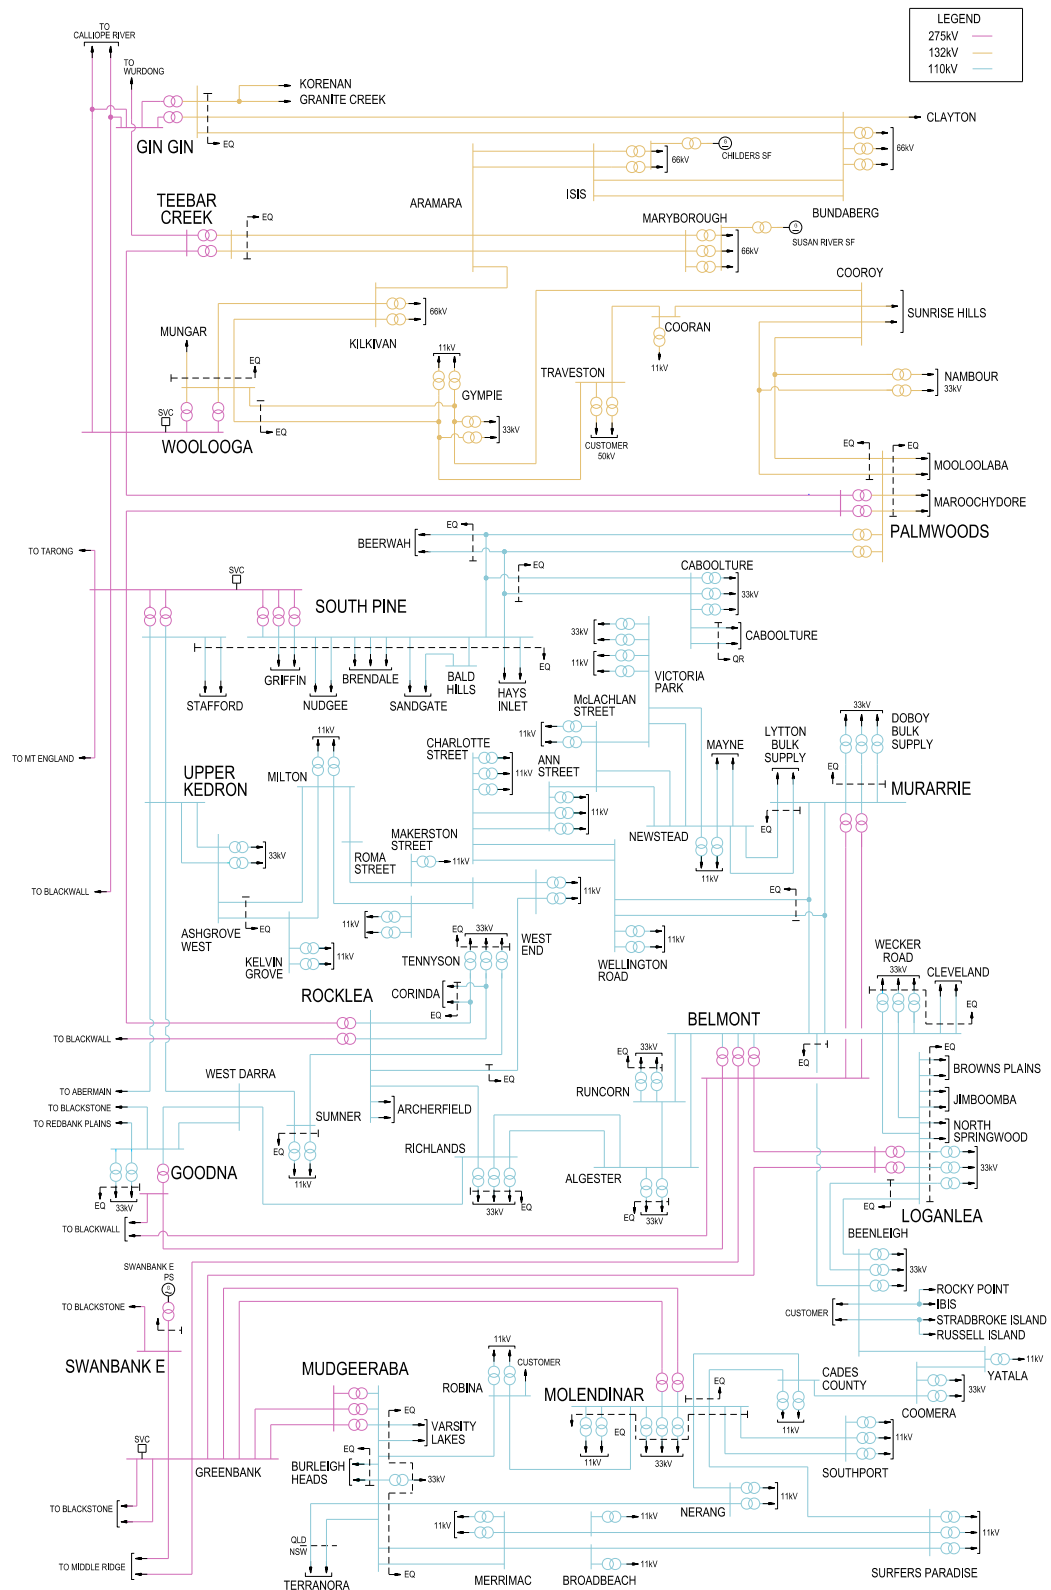 LEGEND
275kV
132kV
110kV
TO
CALLIOPE RIVER
TO
WURDONG
KORENAN
GRANITE CREEK
CLAYTON
EQ
GIN GIN
66kV
CHILDERS SF
66kV
ARAMARA
ISIS
BUNDABERG
TEEBAR
CREEK
EQ
MARYBOROUGH
66kV
SUSAN RIVER SF
COOROY
66kV
SUNRISE HILLS
MUNGAR
KILKIVAN
COORAN
11kV
11kV
EQ
TRAVESTON
NAMBOUR
33kV
GYMPIE
SVC
EQ
33kV
CUSTOMER
50kV
WOOLOOGA
EQ
EQ
MOOLOOLABA
MAROOCHYDORE
PALMWOODS
EQ
BEERWAH
TO TARONG
EQ
CABOOLTURE
33kV
SVC
SOUTH PINE
CABOOLTURE
QR
33kV
11kV
EQ
GRIFFIN
BRENDALE
BALD
HILLS
HAYS
INLET
VICTORIA
PARK
STAFFORD
NUDGEE
SANDGATE
McLACHLAN
STREET
33kV
DOBOY
BULK
SUPPLY
11kV
11kV
LYTTON
BULK
SUPPLY
MAYNE
CHARLOTTE
STREET
TO MT ENGLAND
ANN
STREET
11kV
EQ
UPPER
KEDRON
MILTON
MURARRIE
11kV
EQ
MAKERSTON
STREET
NEWSTEAD
33kV
ROMA
STREET
11kV
11kV
TO BLACKWALL
11kV
EQ
ASHGROVE
WEST
EQ
11kV
WEST
END
11kV
KELVIN
GROVE
11kV
EQ
33kV
TENNYSON
WELLINGTON
ROAD
WECKER
ROAD
33kV
CLEVELAND
ROCKLEA
CORINDA
EQ
EQ
BELMONT
TO BLACKWALL
EQ
33kV
EQ
EQ
WEST DARRA
EQ
BROWNS PLAINS
TO ABERMAIN
RUNCORN
TO BLACKSTONE
JIMBOOMBA
SUMNER
ARCHERFIELD
TO REDBANK PLAINS
NORTH
SPRINGWOOD
EQ
RICHLANDS
33kV
GOODNA
ALGESTER
11kV
EQ
33kV
EQ
33kV
EQ
33kV
EQ
LOGANLEA
TO BLACKWALL
BEENLEIGH
33kV
SWANBANK E
PS
ROCKY POINT
IBIS
TO BLACKSTONE
CUSTOMER
STRADBROKE ISLAND
RUSSELL ISLAND
11kV
SWANBANK E
MUDGEERABA
CUSTOMER
11kV
YATALA
ROBINA
MOLENDINAR
EQ
CADES
COUNTY
33kV
COOMERA
EQ
VARSITY
LAKES
EQ
11kV
11kV
SVC
EQ
11kV
33kV
GREENBANK
BURLEIGH
HEADS
33kV
SOUTHPORT
11kV
TO BLACKSTONE
NERANG
11kV
11kV
11kV
QLD
NSW
TO MIDDLE RIDGE
11kV
EQ
SURFERS PARADISE
TERRANORA
MERRIMAC
BROADBEACH